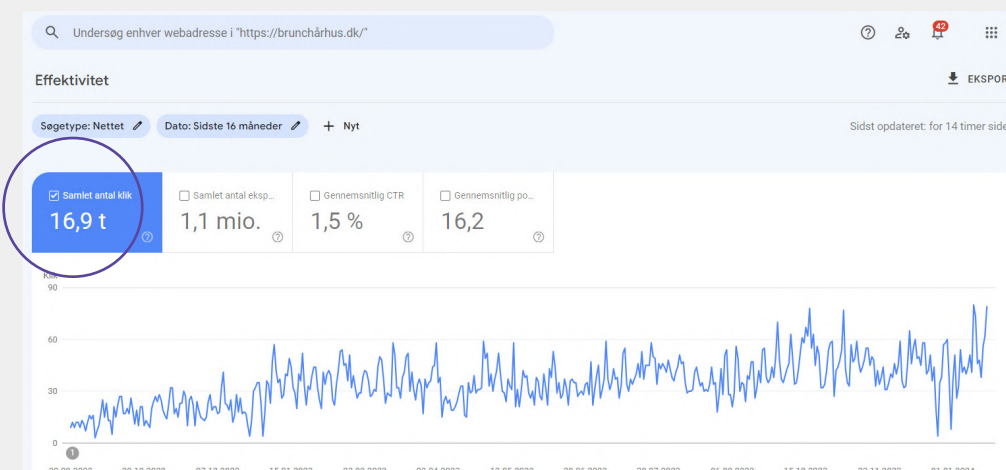 Undersøg enhver webadresse i "https://brunchårhus.dk/"
42
Effektivitet
EKSPOR
Søgetype: Nettet
Dato: Sidste 16 måneder
+ Nyt
Sidst opdateret: for 14 timer side
Samlet antal klik
16,9 t
Samlet antal eksp...
1,1 mio.
Gennemsnitlig CTR
1,5 %
Gennemsnitlig po...
16,2
Klik
90
60
30
0
1